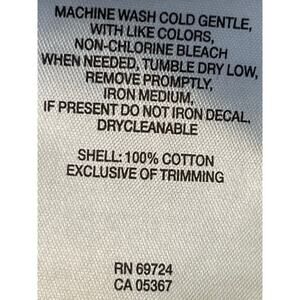 MACHINE WASH COLD GENTLE,
WITH LIKE COLORS,
NON-CHLORINE BLEACH
WHEN NEEDED, TUMBLE DRY LOW,
REMOVE PROMPTLY,
IRON MEDIUM,
IF PRESENT DO NOT IRON DECAL,
DRYCLEANABLE
SHELL: 100% COTTON
EXCLUSIVE OF TRIMMING
RN 69724
CA 05367